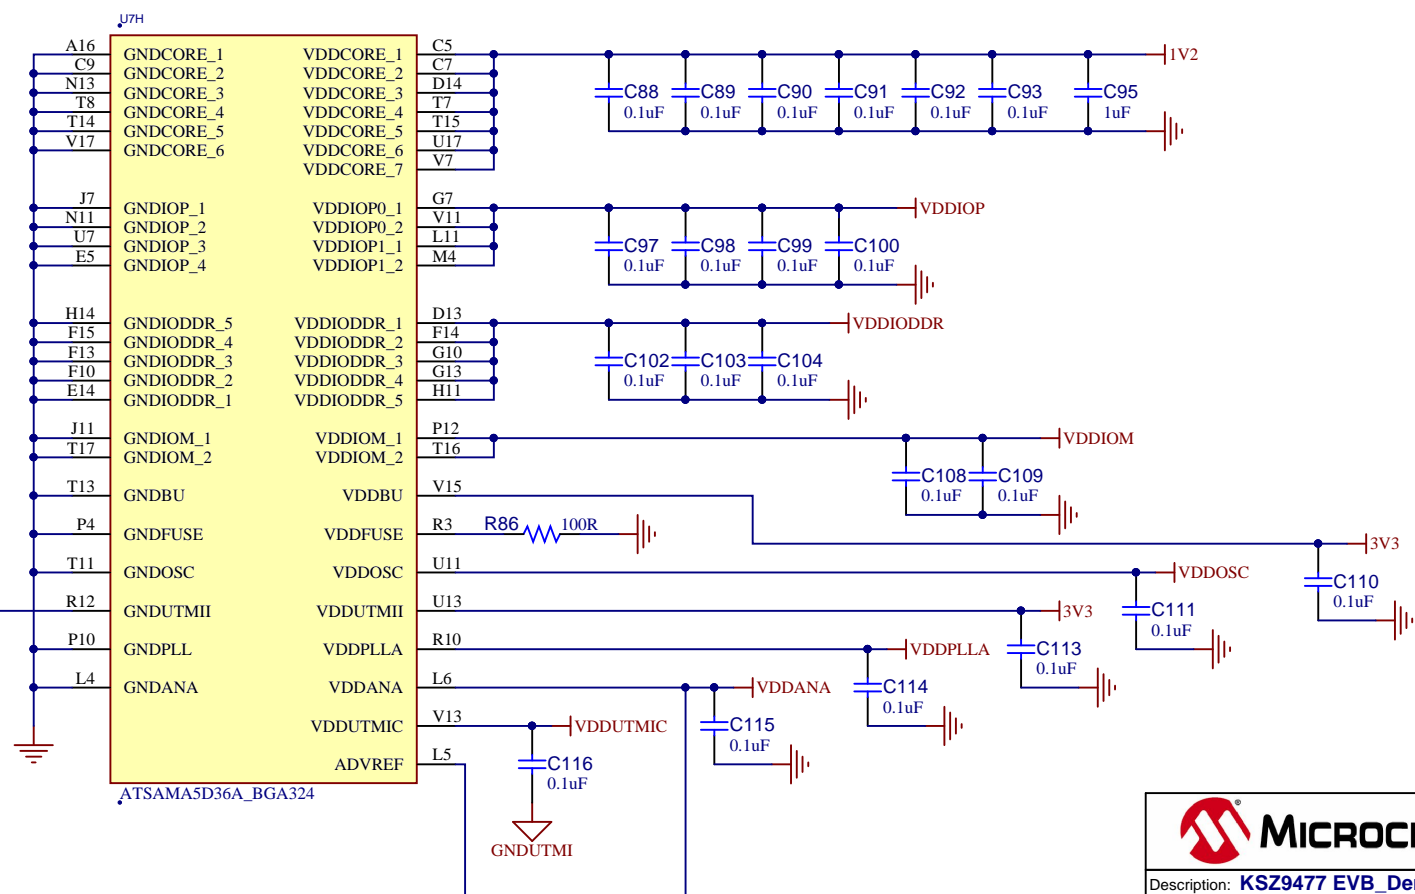 U7H
A16 GNDCORE_1 VDDCORE_1 C5 1V2
C9 GNDCORE_2 VDDCORE_2 C7
N13 GNDCORE_3 VDDCORE_3 D14 C88 C89 C90 C91 C92 C93 C95
T8 GNDCORE_4 VDDCORE_4 T7 0.1uF 0.1uF 0.1uF 0.1uF 0.1uF 0.1uF 1uF
T14 GNDCORE_5 VDDCORE_5 T15
V17 GNDCORE_6 VDDCORE_6 U17
VDDCORE_7 V7
J7 GNDIOP_1 VDDIOP0_1 G7 VDDIOP
N11 GNDIOP_2 VDDIOP0_2 V11
U7 GNDIOP_3 VDDIOP1_1 L11 C97 C98 C99 C100
E5 GNDIOP_4 VDDIOP1_2 M4 0.1uF 0.1uF 0.1uF 0.1uF
H14 GNDIODDR_5 VDDIODDR_1 D13 VDDIODDR
F15 GNDIODDR_4 VDDIODDR_2 F14
F13 GNDIODDR_3 VDDIODDR_3 G10 C102 C103 C104
F10 GNDIODDR_2 VDDIODDR_4 G13 0.1uF 0.1uF 0.1uF
E14 GNDIODDR_1 VDDIODDR_5 H11
J11 GNDIOM_1 VDDIOM_1 P12 VDDIOM
T17 GNDIOM_2 VDDIOM_2 T16
C108 C109
0.1uF 0.1uF
T13 GNDBU VDDBU V15
P4 GNDFUSE VDDFUSE R3 R86 100R
3V3
T11 GNDOSC VDDOSC U11 VDDOSC
C110
0.1uF
R12 GNDUTMII VDDUTMII U13 3V3 C111
0.1uF
P10 GNDPLL VDDPLLA R10 VDDPLLA C113
0.1uF
L4 GNDANA VDDANA L6 VDDANA C114
0.1uF
VDDUTMIC V13 VDDUTMIC C115
0.1uF
ADVREF L5 C116
0.1uF
ATSAMA5D36A_BGA324
GNDUTMI
® MICROC
Description: KSZ9477 EVB_De